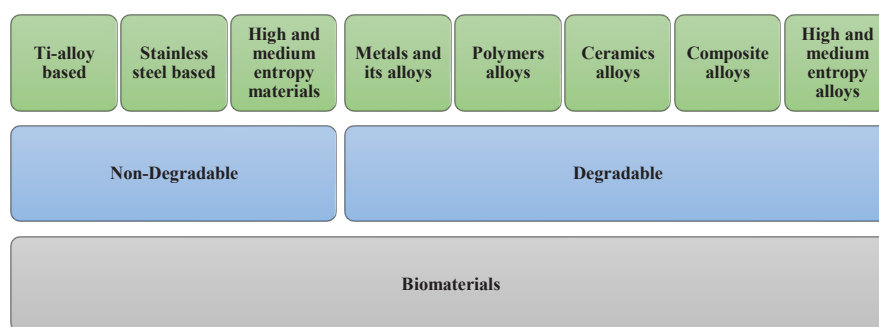 Ti-alloy
based
Stainless
steel based
High and
medium
entropy
materials
Metals and
its alloys
Polymers
alloys
Ceramics
alloys
Composite
alloys
High and
medium
entropy
alloys
Non-Degradable
Degradable
Biomaterials